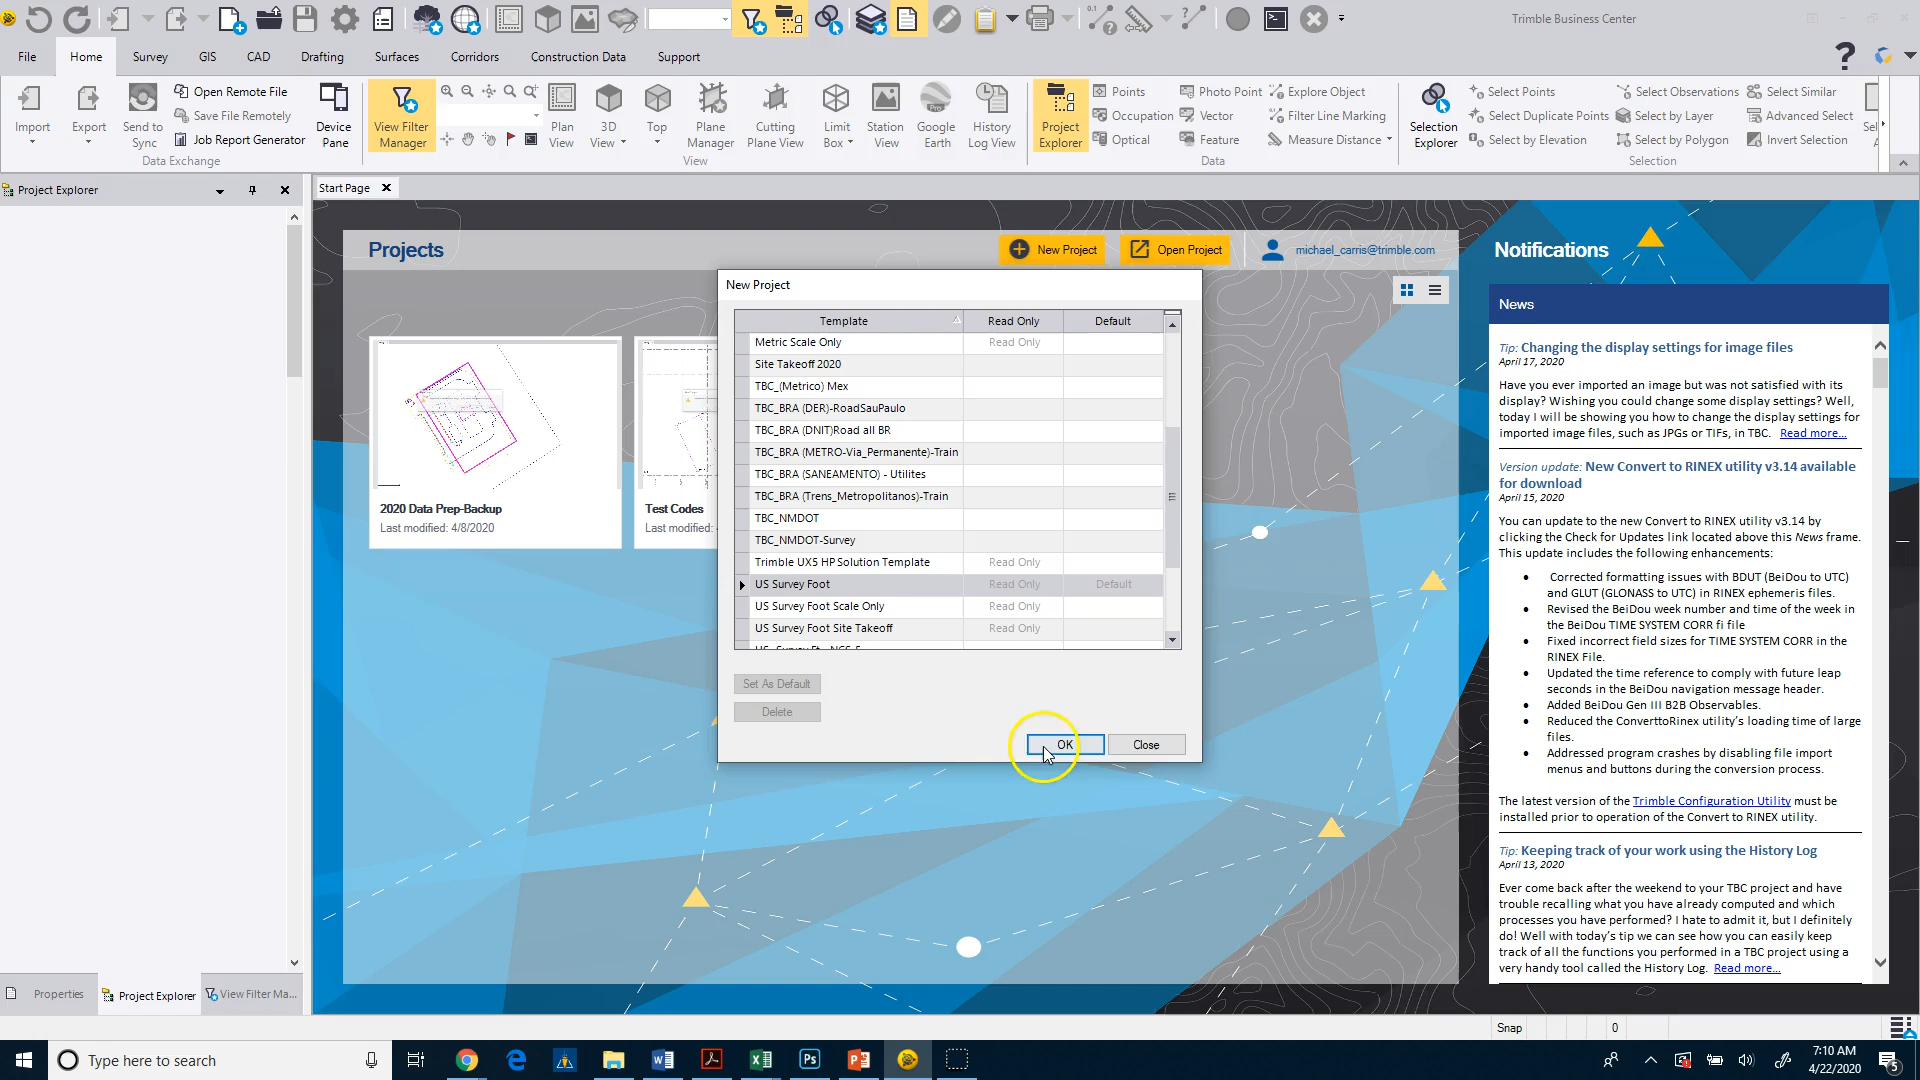 Trimble Business Center
File Home Survey GIS CAD Drafting Surfaces Corridors Construction Data Support
Import
Export
Send to Sync
Open Remote File
Save File Remotely
Job Report Generator
Device Pane
Data Exchange
View Filter Manager
Plan View
3D View
Top
Plane Manager
Cutting Plane View
Limit Box
Station View
Google Earth
History Log View
View
Project Explorer
Points
Occupation
Optical
Photo Point
Vector
Feature
Explore Object
Filter Line Marking
Measure Distance
Data
Selection Explorer
Select Points
Select Duplicate Points
Select by Elevation
Select Observations
Select by Layer
Select by Polygon
Select Similar
Advanced Select
Invert Selection
Selection
Project Explorer
Start Page
Projects
New Project
Open Project
michael_carris@trimble.com
2020 Data Prep-Backup
Last modified: 4/8/2020
Test Codes
Last modified:
New Project
Template Read Only Default
Metric Scale Only Read Only
Site Takeoff 2020
TBC_(Metrico) Mex
TBC_BRA (DER)-RoadSauPaulo
TBC_BRA (DNIT)Road all BR
TBC_BRA (METRO-Via_Permanente)-Train
TBC_BRA (SANEAMENTO) - Utilites
TBC_BRA (Trens_Metropolitanos)-Train
TBC_NMDOT
TBC_NMDOT-Survey
Trimble UX5 HP Solution Template Read Only
US Survey Foot Read Only Default
US Survey Foot Scale Only Read Only
US Survey Foot Site Takeoff Read Only
Set As Default
Delete
OK
Close
Notifications
News
Tip: Changing the display settings for image files
April 17, 2020
Have you ever imported an image but was not satisfied with its
display? Wishing you could change some display settings? Well,
today I will be showing you how to change the display settings for
imported image files, such as JPGs or TIFs, in TBC. Read more...
Version update: New Convert to RINEX utility v3.14 available
for download
April 15, 2020
You can update to the new Convert to RINEX utility v3.14 by
clicking the Check for Updates link located above this News frame.
This update includes the following enhancements:
• Corrected formatting issues with BDUT (BeiDou to UTC)
and GLUT (GLONASS to UTC) in RINEX ephemeris files.
• Revised the BeiDou week number and time of the week in
the BeiDou TIME SYSTEM CORR fi file
• Fixed incorrect field sizes for TIME SYSTEM CORR in the
RINEX File.
• Updated the time reference to comply with future leap
seconds in the BeiDou navigation message header.
• Added BeiDou Gen III B2B Observables.
• Reduced the ConverttoRinex utility's loading time of large
files.
• Addressed program crashes by disabling file import
menus and buttons during the conversion process.
The latest version of the Trimble Configuration Utility must be
installed prior to operation of the Convert to RINEX utility.
Tip: Keeping track of your work using the History Log
April 13, 2020
Ever come back after the weekend to your TBC project and have
trouble recalling what you have already computed and which
processes you have performed? I hate to admit it, but I definitely
do! Well with today's tip we can see how you can easily keep
track of all the functions you performed in a TBC project using a
very handy tool called the History Log. Read more...
Properties
Project Explorer
View Filter Ma...
Snap 0
Type here to search
7:10 AM
4/22/2020
5